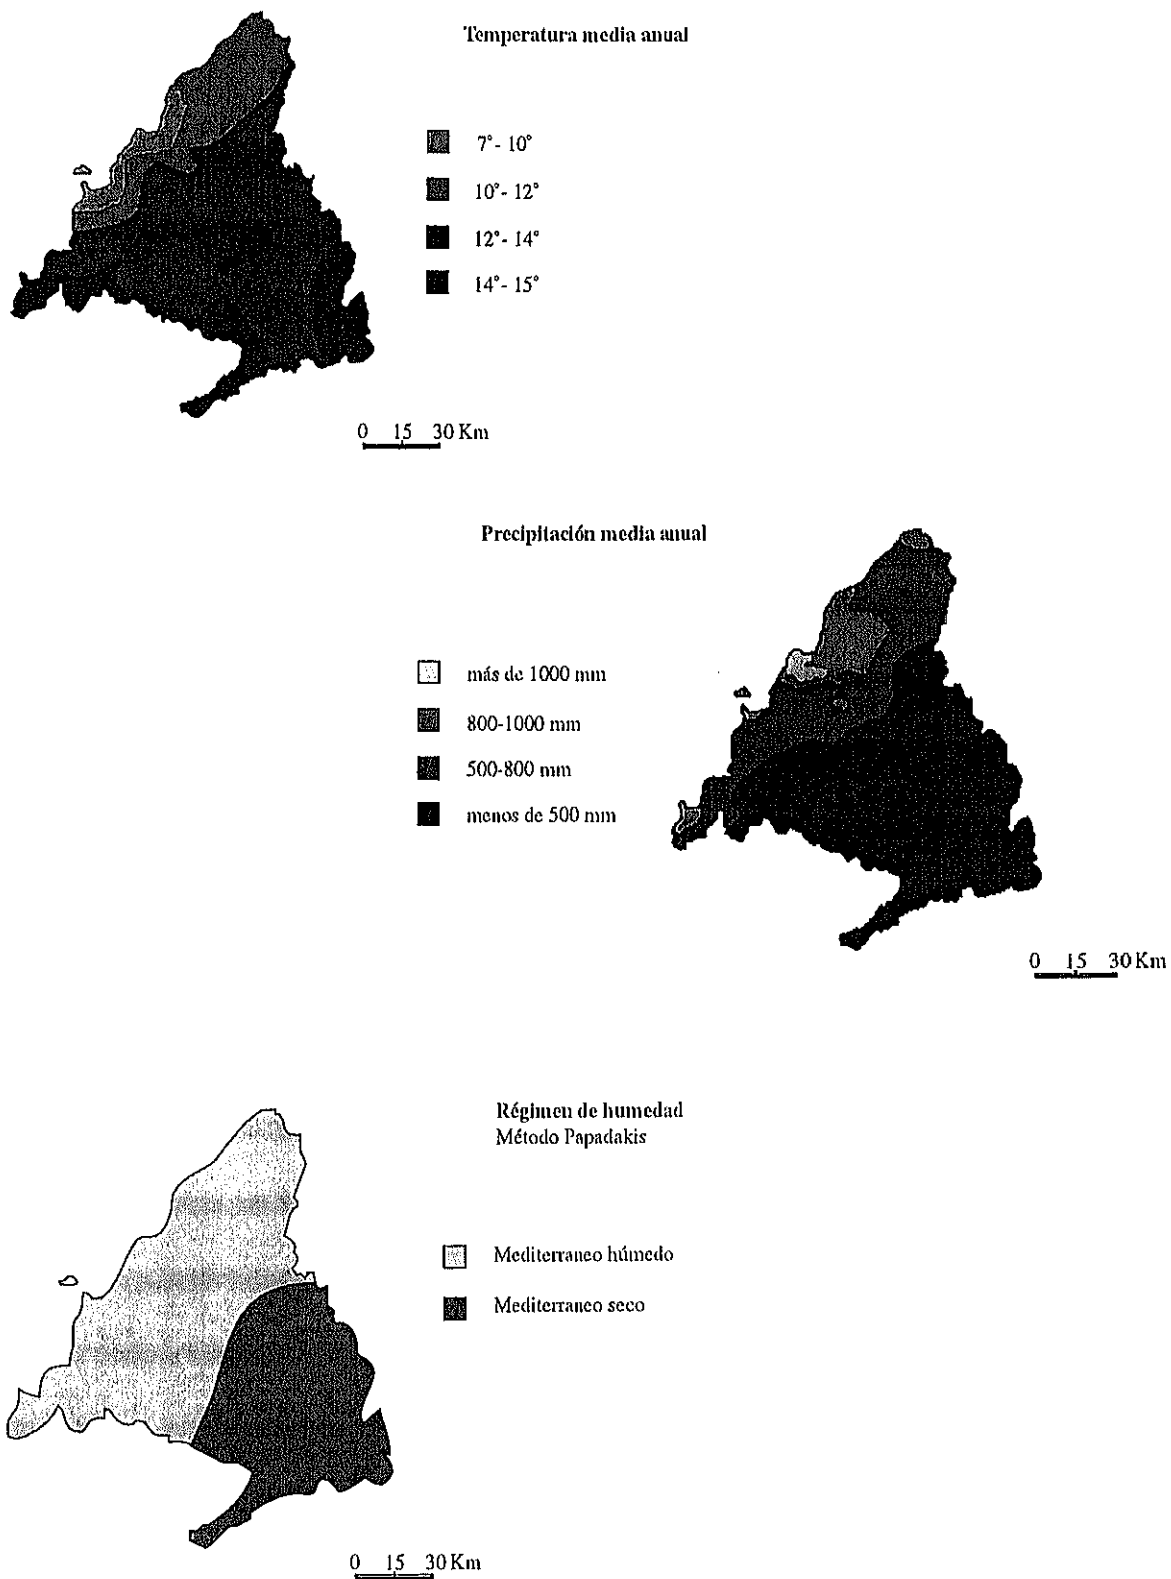 Temperatura media anual
7°- 10°
10°- 12°
12°- 14°
14°- 15°
0 15 30 Km
Precipitación media anual
más de 1000 mm
800-1000 mm
500-800 mm
menos de 500 mm
0 15 30 Km
Régimen de humedad
Método Papadakis
Mediterraneo húmedo
Mediterraneo seco
0 15 30 Km